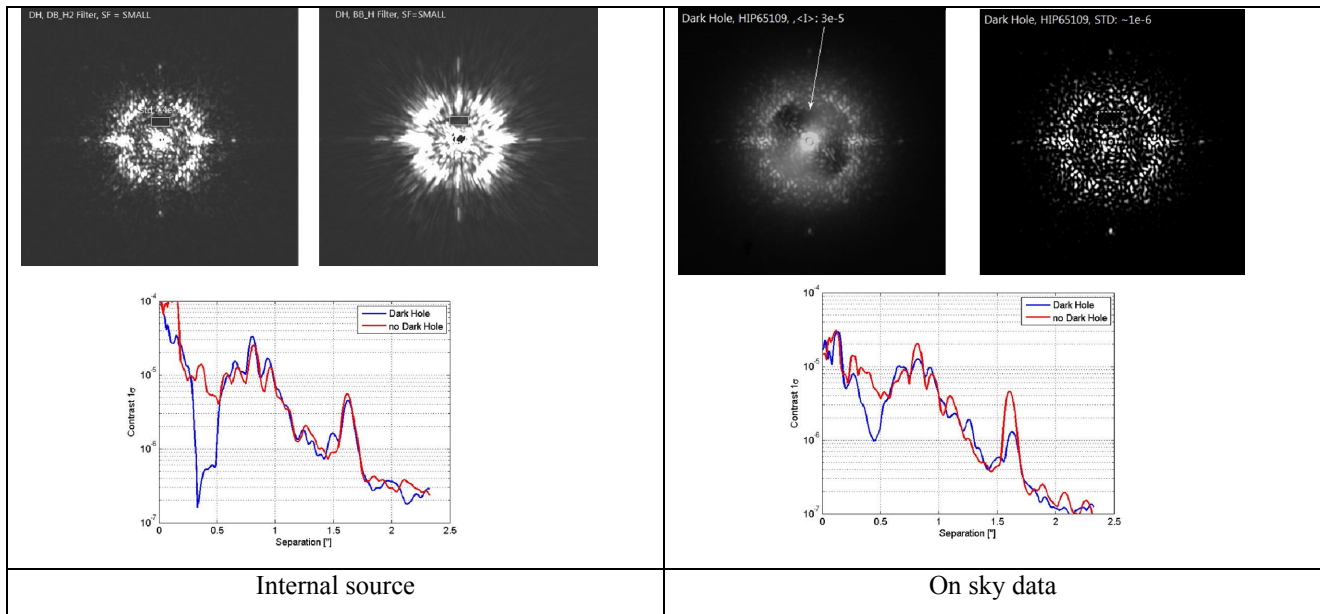 DH, DB_H2 Filter, SF = SMALL
DH, BB_H Filter, SF=SMALL
Dark Hole
no Dark Hole
Contrast 1σ
10^-4
10^-5
10^-6
10^-7
0 0.5 1 1.5 2 2.5
Separation ["]
Internal source
Dark Hole, HIP65109, ,<I>: 3e-5
Dark Hole, HIP65109, STD: ~1e-6
Dark Hole
no Dark Hole
Contrast 1σ
10^-4
10^-5
10^-6
10^-7
0 0.5 1 1.5 2 2.5
Separation ["]
On sky data